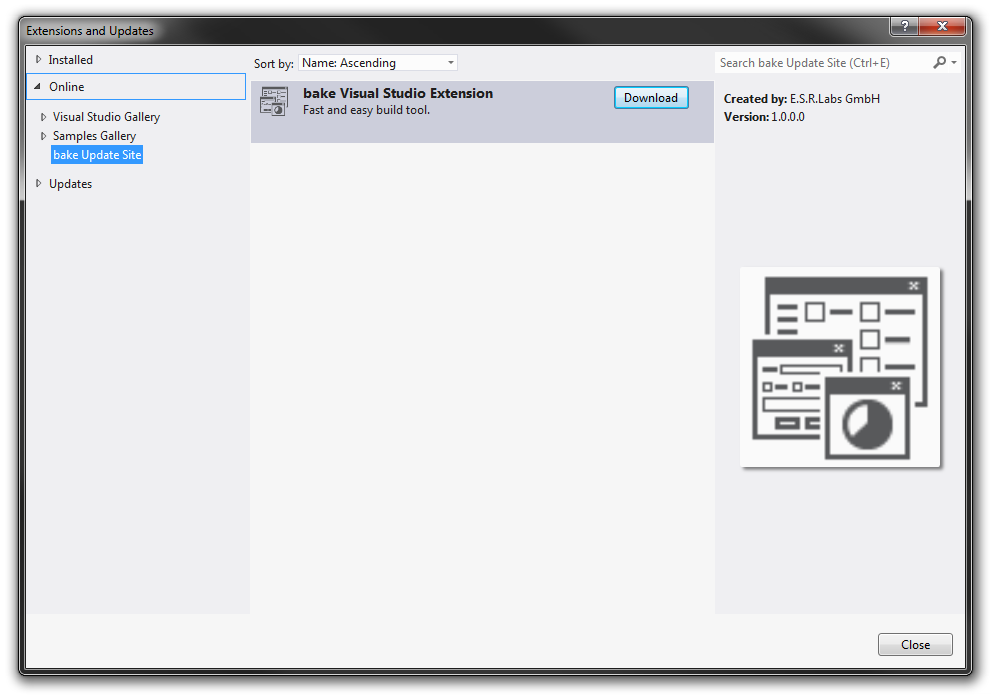 Extensions and Updates
Installed
Online
Visual Studio Gallery
Samples Gallery
bake Update Site
Updates
Sort by: Name: Ascending
bake Visual Studio Extension
Fast and easy build tool.
Download
Search bake Update Site (Ctrl+E)
Created by: E.S.R.Labs GmbH
Version: 1.0.0.0
Close